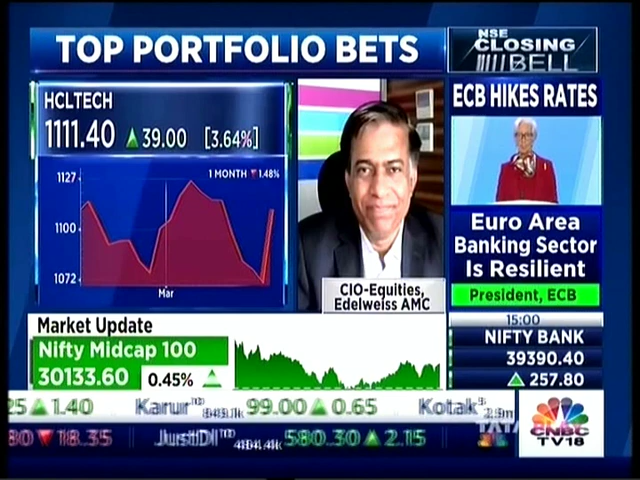 TOP PORTFOLIO BETS
NSE
CLOSING
BELL
HCLTECH
1111.40 39.00 [3.64%]
1 MONTH 1.48%
1127
1100
1072
Mar
CIO-Equities,
Edelweiss AMC
ECB HIKES RATES
Euro Area
Banking Sector
Is Resilient
President, ECB
Market Update
Nifty Midcap 100
30133.60 0.45%
15:00
NIFTY BANK
39390.40
257.80
25 1.40 Karur 99.00 0.65 Kotak
30 18.35 JustDl 580.30 2.15
CNBC
TV18